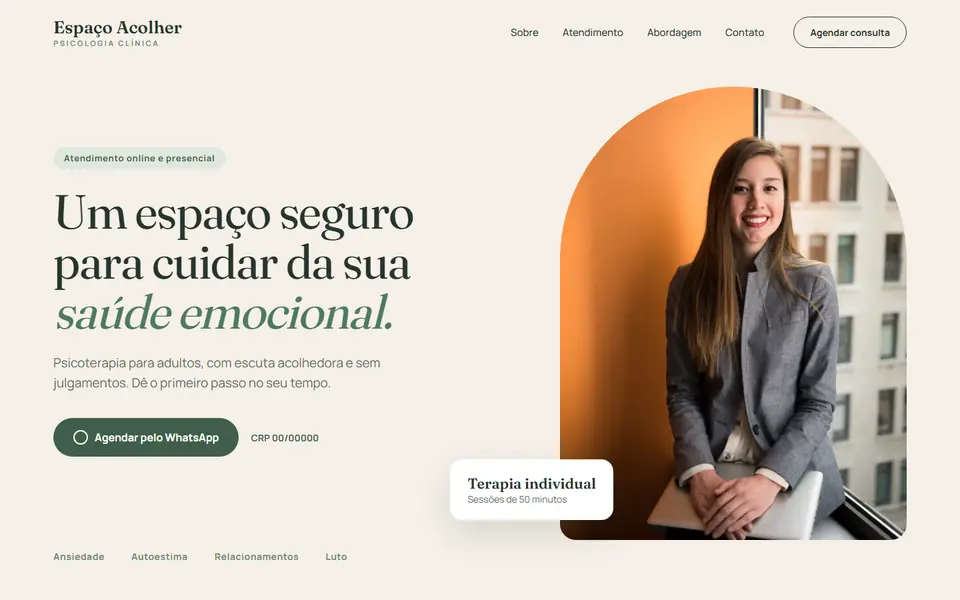 Espaço Acolher
PSICOLOGIA CLÍNICA
Sobre
Atendimento
Abordagem
Contato
Agendar consulta
Atendimento online e presencial
Um espaço seguro
para cuidar da sua
saúde emocional.
Psicoterapia para adultos, com escuta acolhedora e sem
julgamentos. Dê o primeiro passo no seu tempo.
Agendar pelo WhatsApp
CRP 00/00000
Terapia individual
Sessões de 50 minutos
Ansiedade
Autoestima
Relacionamentos
Luto